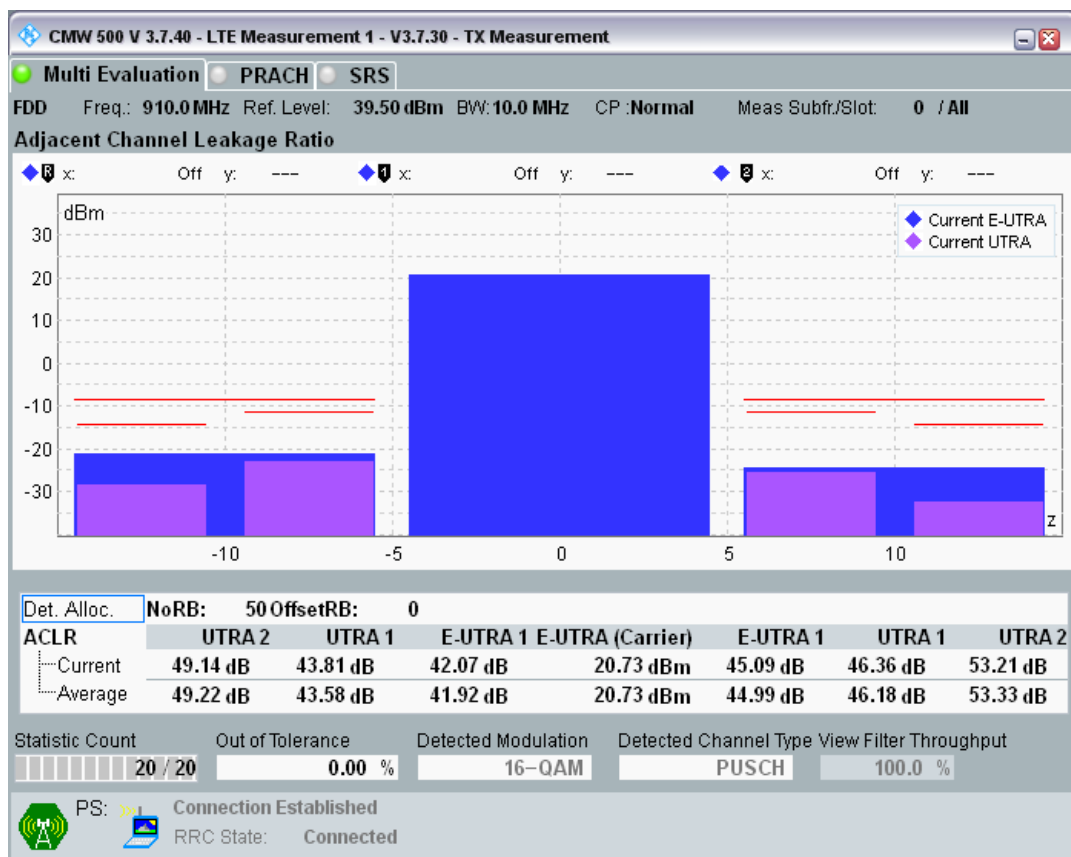 CMW 500 V 3.7.40 - LTE Measurement 1 - V3.7.30 - TX Measurement
Multi Evaluation PRACH SRS
FDD Freq.: 910.0 MHz Ref. Level: 39.50 dBm BW: 10.0 MHz CP :Normal Meas Subfr./Slot: 0 / All
Adjacent Channel Leakage Ratio
R x: Off y: --- 1 x: Off y: --- 2 x: Off y: ---
dBm
Current E-UTRA
Current UTRA
30
20
10
0
-10
-20
-30
z
-10 -5 0 5 10
Det. Alloc. NoRB: 50 OffsetRB: 0
ACLR UTRA 2 UTRA 1 E-UTRA 1 E-UTRA (Carrier) E-UTRA 1 UTRA 1 UTRA 2
Current 49.14 dB 43.81 dB 42.07 dB 20.73 dBm 45.09 dB 46.36 dB 53.21 dB
Average 49.22 dB 43.58 dB 41.92 dB 20.73 dBm 44.99 dB 46.18 dB 53.33 dB
Statistic Count Out of Tolerance Detected Modulation Detected Channel Type View Filter Throughput
20 / 20 0.00 % 16-QAM PUSCH 100.0 %
PS: Connection Established
RRC State: Connected